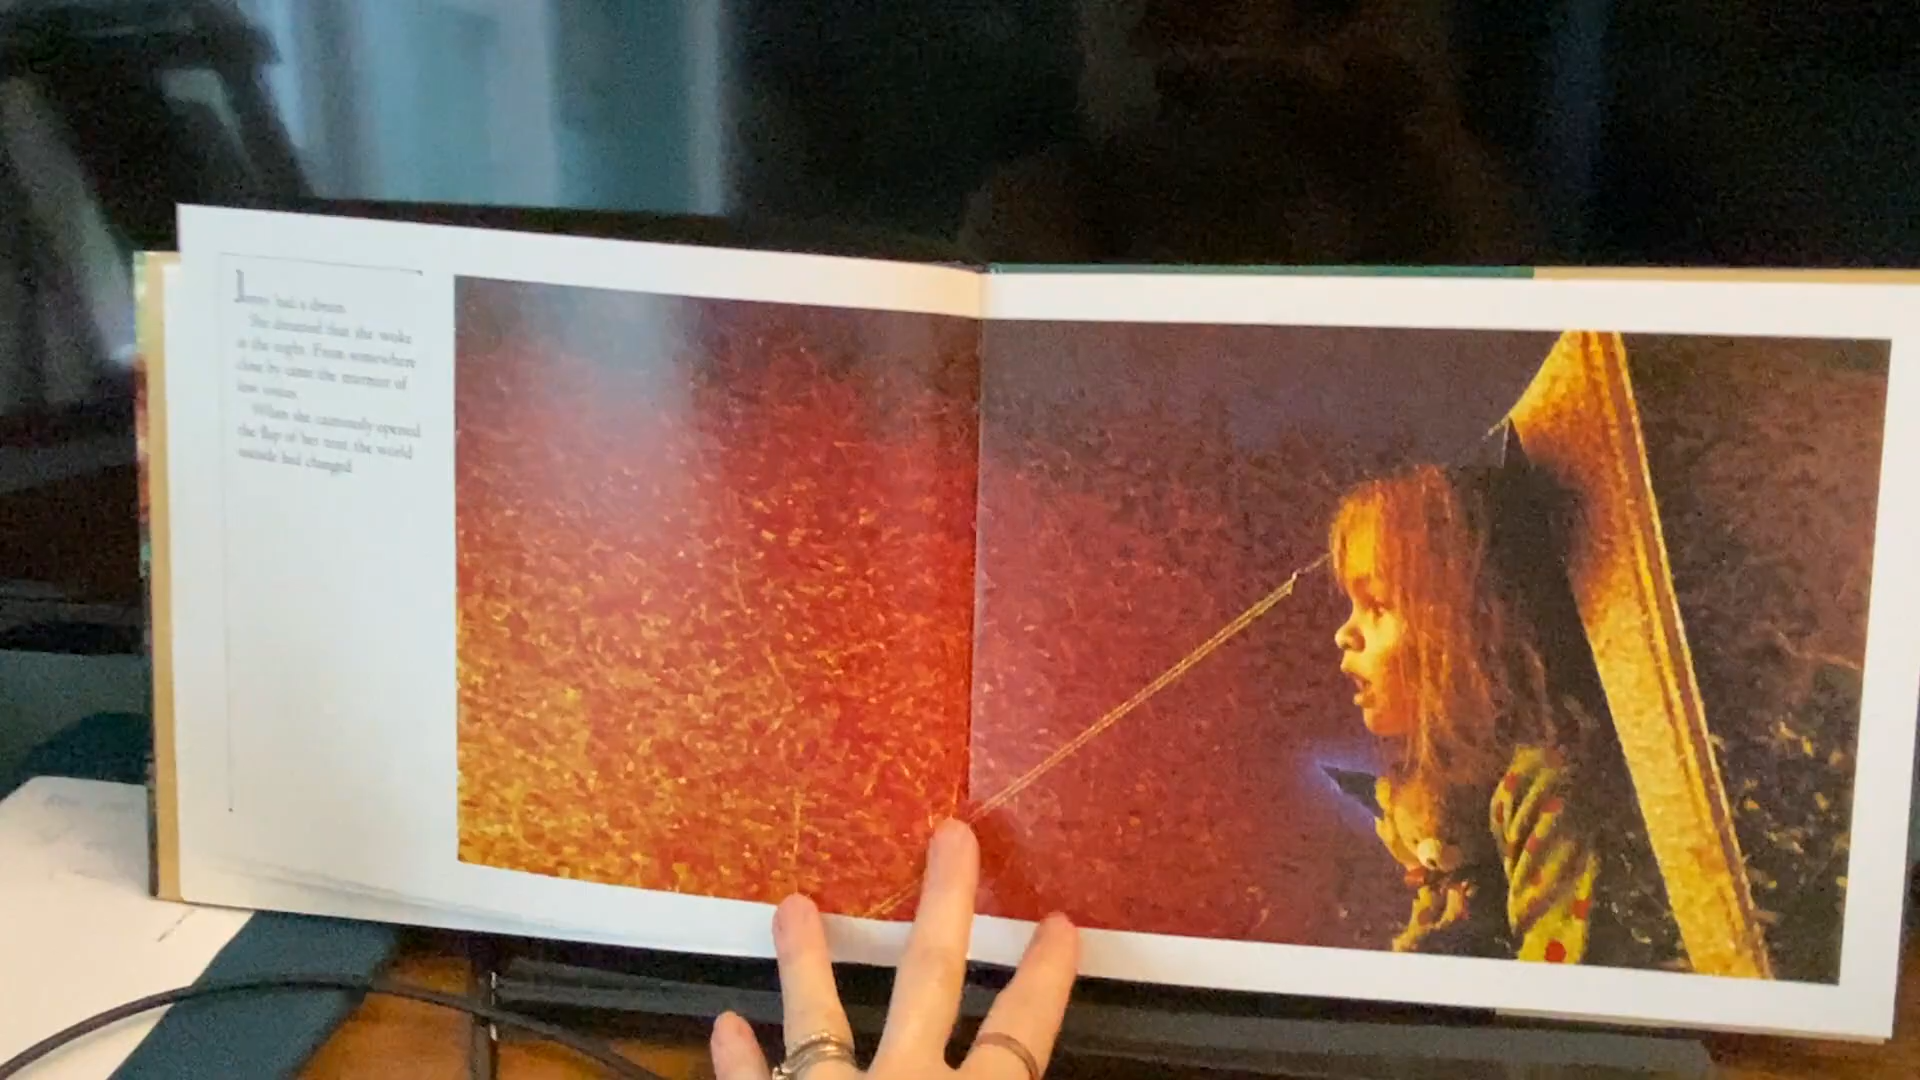 Jenny had a dream.
She dreamed that she woke
in the night. From somewhere
close by came the murmur of
low voices.
When she cautiously opened
the flap of her tent, the world
outside had changed.